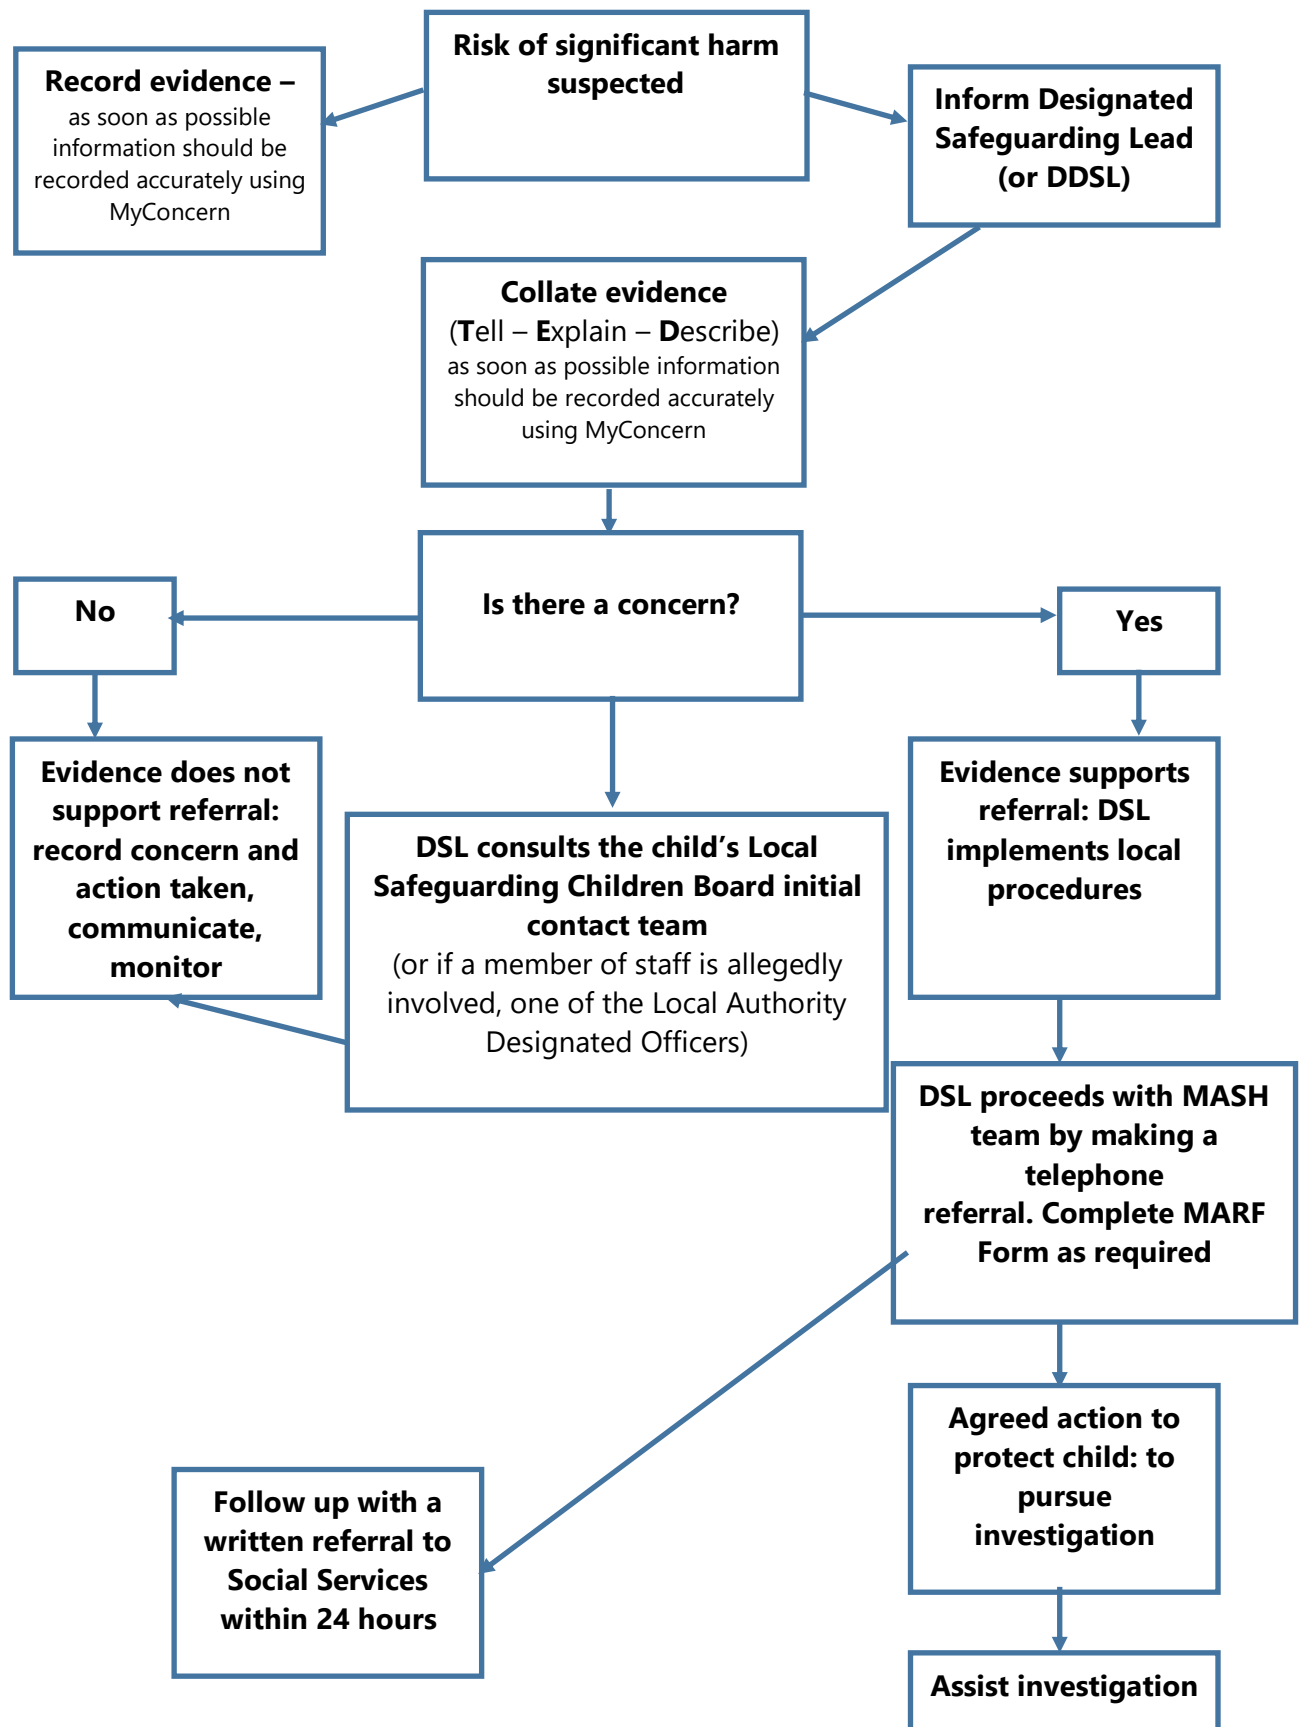 Risk of significant harm
suspected
Record evidence –
as soon as possible
information should be
recorded accurately using
MyConcern
Inform Designated
Safeguarding Lead
(or DDSL)
Collate evidence
(Tell – Explain – Describe)
as soon as possible information
should be recorded accurately
using MyConcern
Is there a concern?
No
Yes
Evidence does not
support referral:
record concern and
action taken,
communicate,
monitor
DSL consults the child’s Local
Safeguarding Children Board initial
contact team
(or if a member of staff is allegedly
involved, one of the Local Authority
Designated Officers)
Evidence supports
referral: DSL
implements local
procedures
DSL proceeds with MASH
team by making a
telephone
referral. Complete MARF
Form as required
Follow up with a
written referral to
Social Services
within 24 hours
Agreed action to
protect child: to
pursue
investigation
Assist investigation